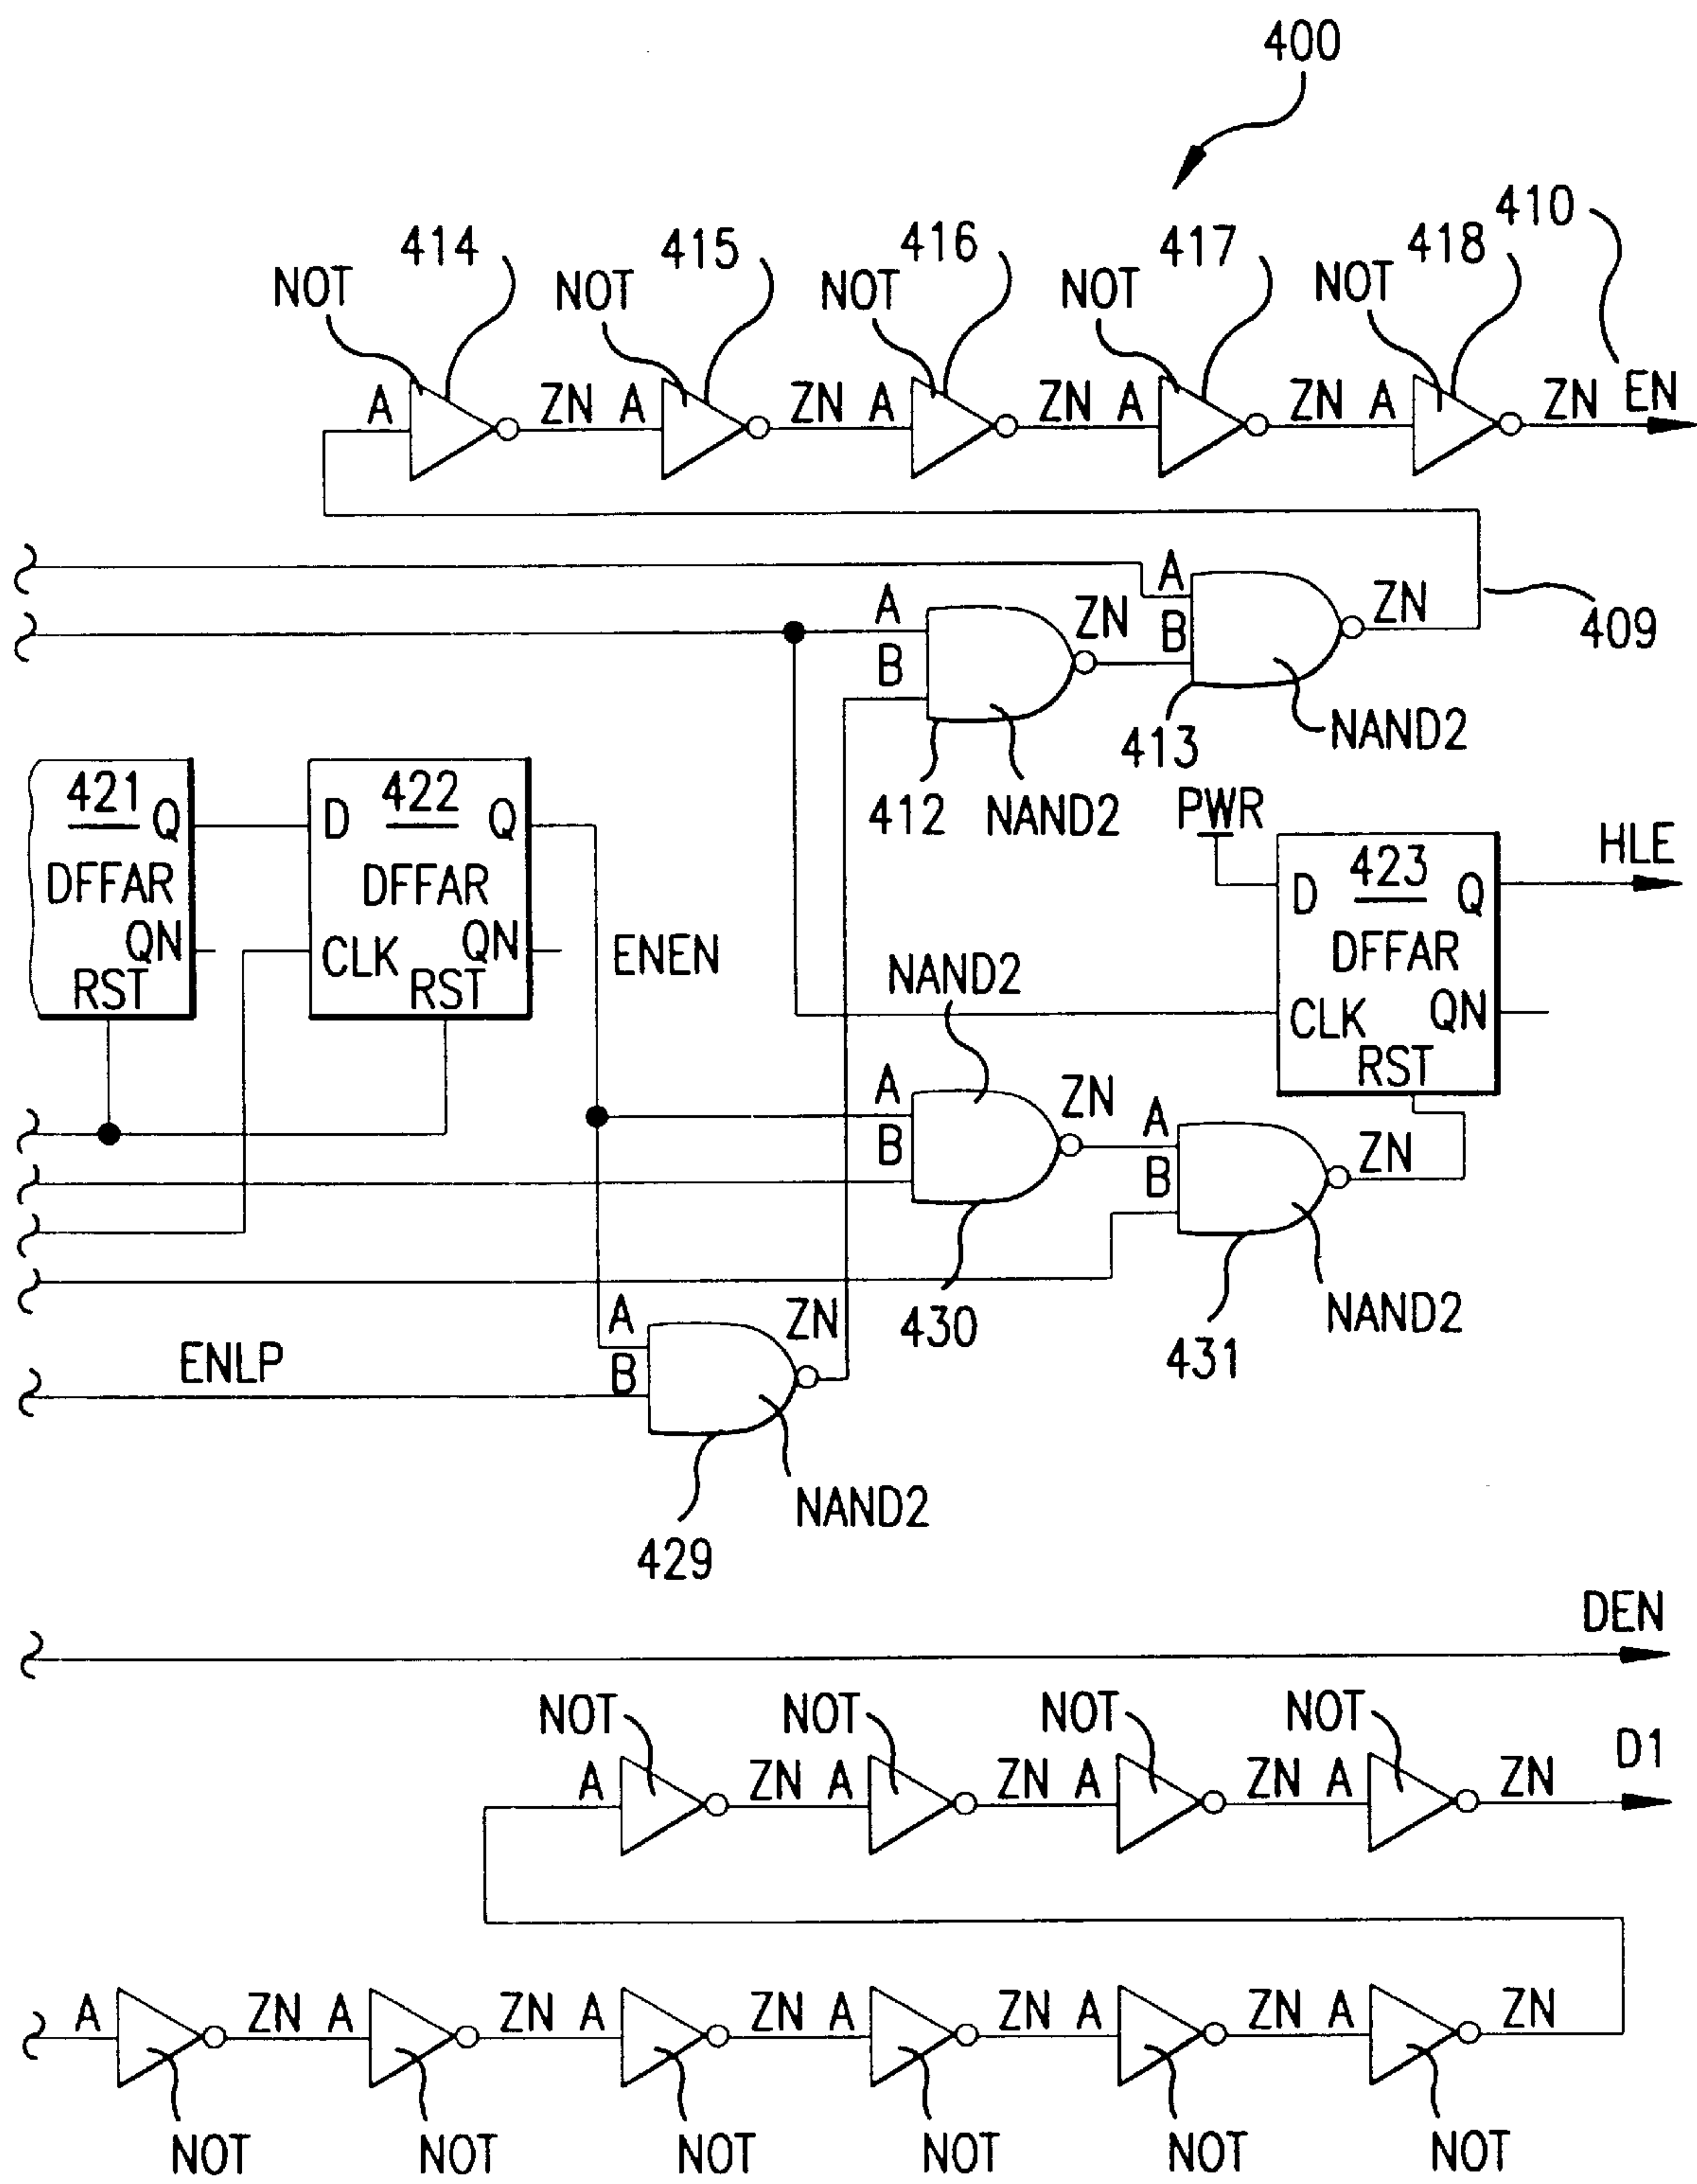 400
414 415 416 417 418 410
NOT NOT NOT NOT NOT
A ZN A ZN A ZN A ZN A ZN EN
A ZN
409
A ZN B
B
413 NAND2
412 NAND2
421 Q
DFFAR
QN
RST
D 422 Q
DFFAR
CLK QN
RST
ENEN
PWR
D 423 Q
DFFAR
CLK QN
RST
HLE
NAND2
A ZN
B
430
A ZN
B
431 NAND2
ENLP
A ZN
B
NAND2
429
DEN
NOT NOT NOT NOT
A ZN A ZN A ZN A ZN D1
A ZN A ZN A ZN A ZN A ZN A ZN
NOT NOT NOT NOT NOT NOT